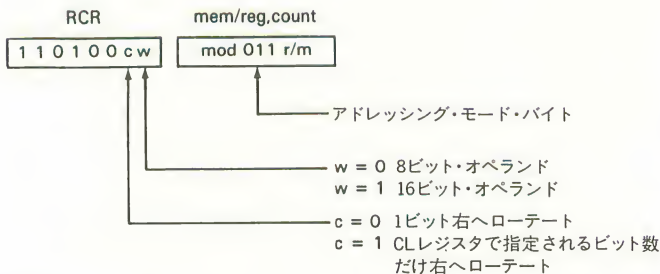 RCR mem/reg,count
1 1 0 1 0 0 c w mod 011 r/m
アドレッシング・モード・バイト
w = 0 8ビット・オペランド
w = 1 16ビット・オペランド
c = 0 1ビット右へローテート
c = 1 CLレジスタで指定されるビット数
だけ右へローテート